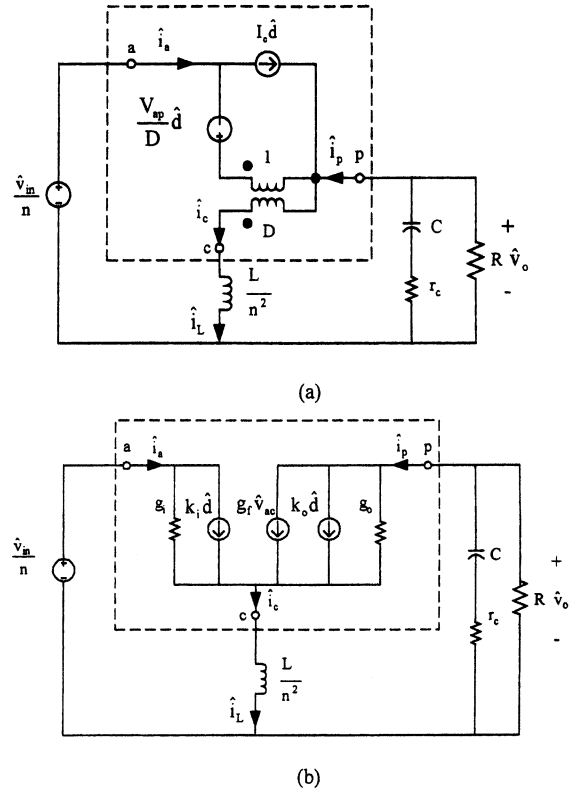 a
î_a
I_c d̂
V_ap
D
d̂
1
î_p
p
v̂_in
n
î_c
D
c
C
+
R
v̂_o
-
r_c
L
n²
î_L
(a)
a
î_a
î_p
p
g_i
k_i d̂
g_f v̂_ac
k_o d̂
g_o
v̂_in
n
î_c
c
C
+
R
v̂_o
-
r_c
L
n²
î_L
(b)